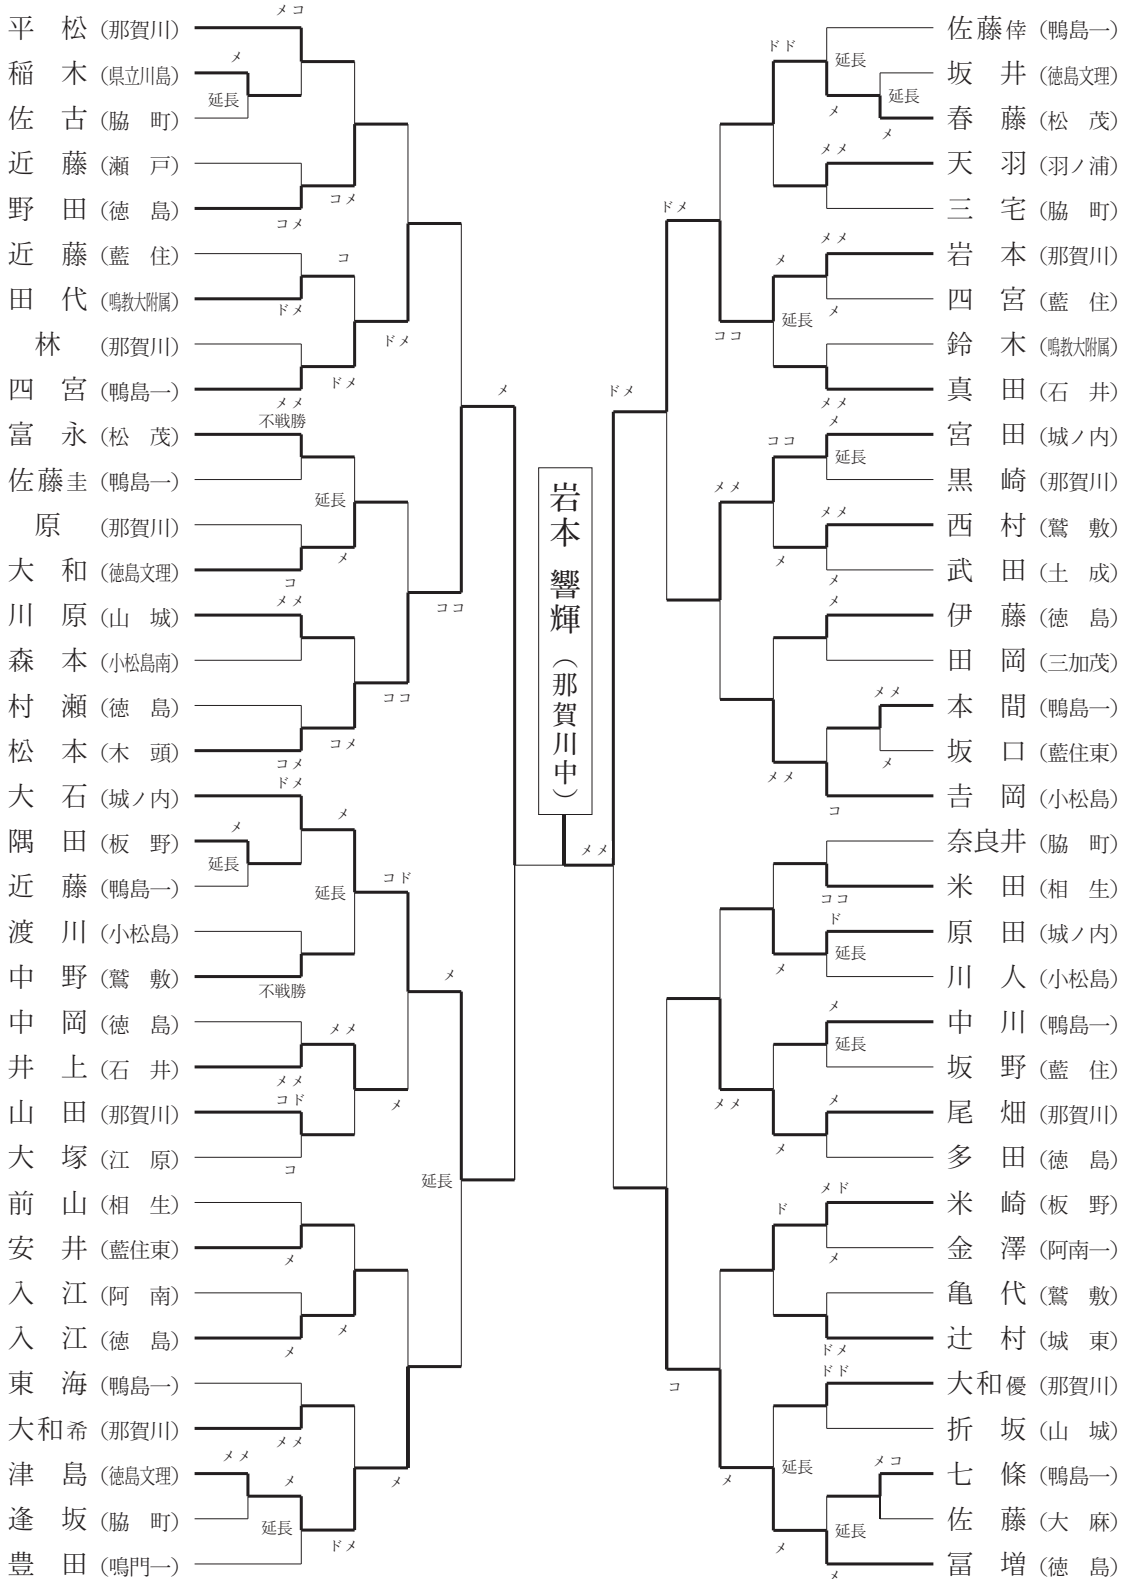 平松（那賀川）
稲木（県立川島）
佐古（脇町）
近藤（瀬戸）
野田（徳島）
近藤（藍住）
田代（鳴教大附属）
林（那賀川）
四宮（鴨島一）
富永（松茂）
佐藤圭（鴨島一）
原（那賀川）
大和（徳島文理）
川原（山城）
森本（小松島南）
村瀬（徳島）
松本（木頭）
大石（城ノ内）
隅田（板野）
近藤（鴨島一）
渡川（小松島）
中野（鷲敷）
中岡（徳島）
井上（石井）
山田（那賀川）
大塚（江原）
前山（相生）
安井（藍住東）
入江（阿南）
入江（徳島）
東海（鴨島一）
大和希（那賀川）
津島（徳島文理）
逢坂（脇町）
豊田（鳴門一）
メコ
メ
延長
コメ
コメ
コ
ドメ
ドメ
ドメ
メメ
不戦勝
延長
メ
コ
メメ
ココ
ココ
コメ
コメ
ドメ
メ
メ
延長
コド
延長
不戦勝
メ
メメ
メメ
コド
メ
コ
延長
メ
メ
メ
メメ
メメ
メ
メ
延長
ドメ
メ
岩本 響輝（那賀川中）
メメ
ドメ
ドメ
ドド
延長
延長
メ
メ
メメ
メメ
メ
メ
延長
ココ
メメ
メ
ココ
延長
メメ
メメ
メ
メ
メ
メメ
メ
メメ
コ
ココ
ド
延長
メ
メ
延長
メメ
メ
メ
メド
ド
メ
ドメ
ドド
コ
延長
メコ
メ
延長
メ
メ
佐藤倖（鴨島一）
坂井（徳島文理）
春藤（松茂）
天羽（羽ノ浦）
三宅（脇町）
岩本（那賀川）
四宮（藍住）
鈴木（鳴教大附属）
真田（石井）
宮田（城ノ内）
黒崎（那賀川）
西村（鷲敷）
武田（土成）
伊藤（徳島）
田岡（三加茂）
本間（鴨島一）
坂口（藍住東）
吉岡（小松島）
奈良井（脇町）
米田（相生）
原田（城ノ内）
川人（小松島）
中川（鴨島一）
坂野（藍住）
尾畑（那賀川）
多田（徳島）
米崎（板野）
金澤（阿南一）
亀代（鷲敷）
辻村（城東）
大和優（那賀川）
折坂（山城）
七條（鴨島一）
佐藤（大麻）
冨増（徳島）